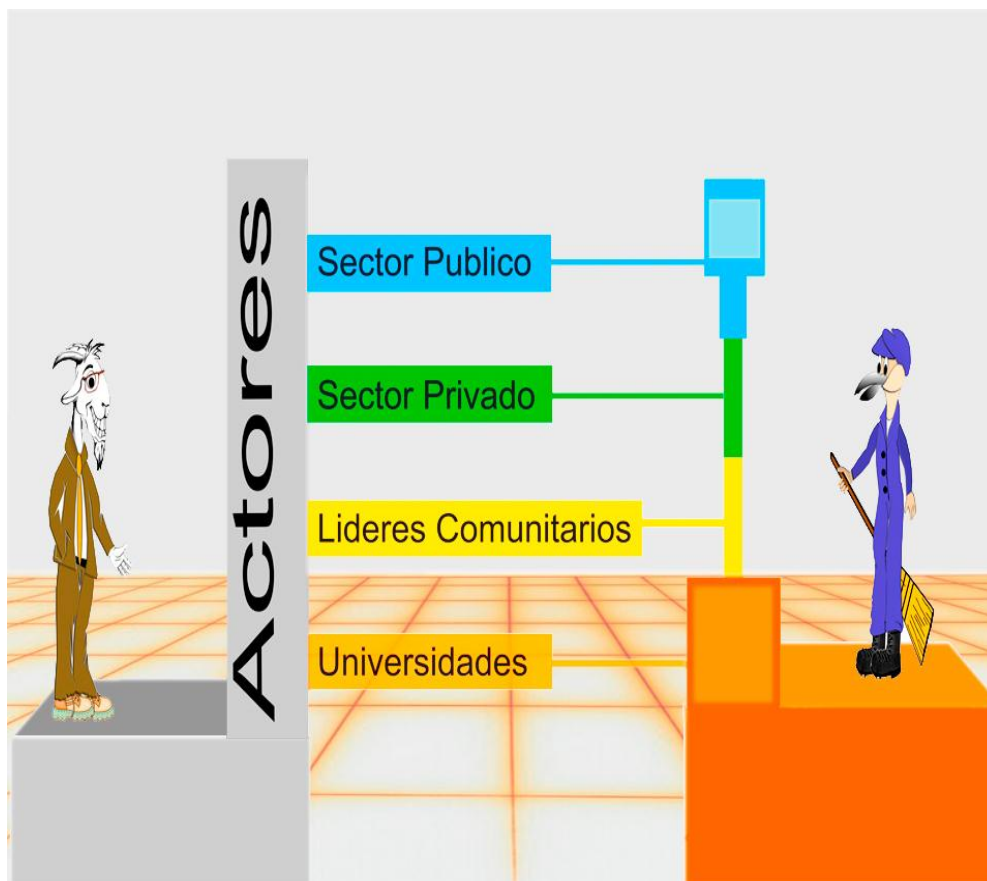 Actores
Sector Publico
Sector Privado
Lideres Comunitarios
Universidades